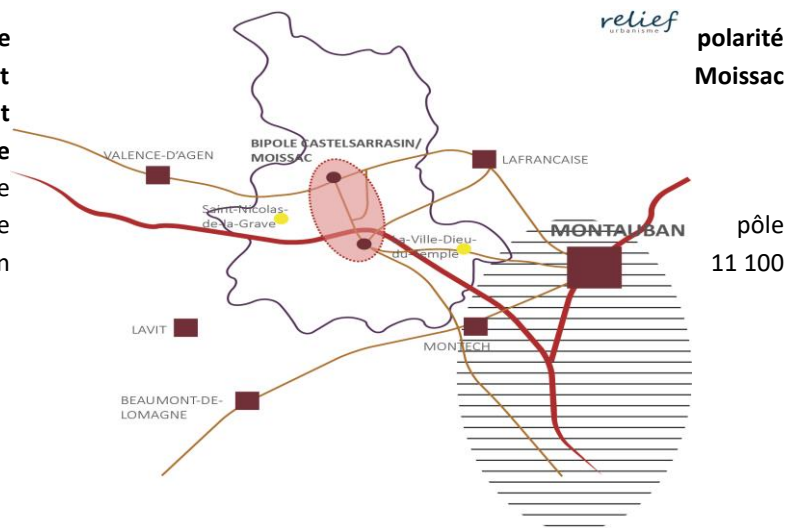 relief
urbanisme
e polarité
t Moissac
t
e
e
e pôle
n 11 100
BIPOLE CASTELSARRASIN/
MOISSAC
VALENCE-D'AGEN
LAFRANCAISE
Saint-Nicolas-
de-la-Grave
La-Ville-Dieu-
du-Temple
MONTAUBAN
LAVIT
MONTECH
BEAUMONT-DE-
LOMAGNE